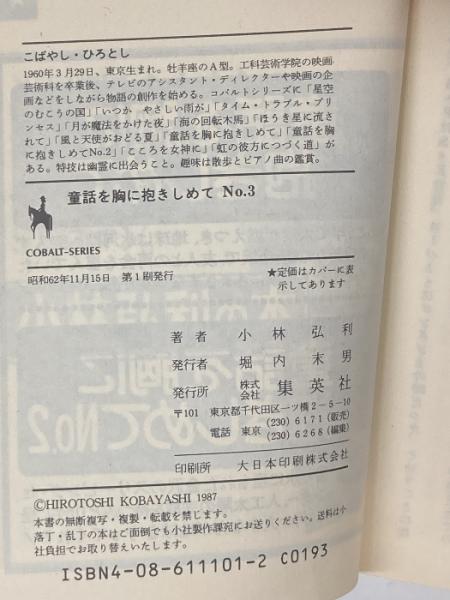 こばやし・ひろとし
1960年3月29日、東京生まれ。牡羊座のA型。工科芸術学院の映画
芸術科を卒業後、テレビのアシスタント・ディレクターや映画の企
画などをしながら物語の創作を始める。コバルトシリーズに「星空
のむこうの国」「いつか やさしい雨が」「タイム・トラブル・プリ
ンセス」「月が魔法をかけた夜」「海の回転木馬」「ほうき星に流さ
れて」「風と天使がおどる夏」「童話を胸に抱きしめて」「童話を胸
に抱きしめてNo.2」「こころを女神に」「虹の彼方につづく道」が
ある。特技は幽霊に出会うこと。趣味は散歩とピアノ曲の鑑賞。
童話を胸に抱きしめて No.3
COBALT-SERIES
昭和62年11月15日 第1刷発行
★定価はカバーに表
示してあります
著者 小林弘利
発行者 堀内末男
発行所 株式会社 集英社
〒101 東京都千代田区一ツ橋2-5-10
電話 東京 (230) 6171 (販売)
(230) 6268 (編集)
印刷所 大日本印刷株式会社
©HIROTOSHI KOBAYASHI 1987
本書の無断複写・複製・転載を禁じます。
落丁・乱丁の本はご面倒でも小社製作課宛にお送りください。送料は小
社負担でお取り替えいたします。
ISBN4-08-611101-2 C0193